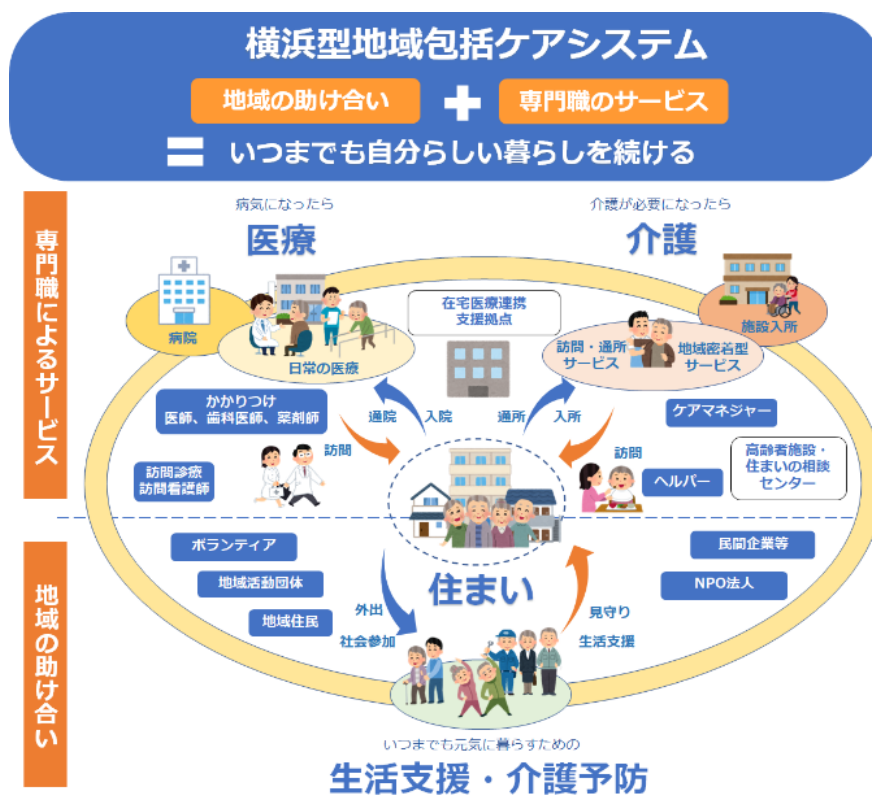 横浜型地域包括ケアシステム
地域の助け合い
+
専門職のサービス
= いつまでも自分らしい暮らしを続ける
専門職によるサービス
病気になったら
医療
介護が必要になったら
介護
病院
日常の医療
在宅医療連携
支援拠点
訪問・通所
サービス
地域密着型
サービス
施設入所
かかりつけ
医師、歯科医師、薬剤師
通院
入院
通所
入所
ケアマネジャー
訪問
訪問
訪問診療
訪問看護師
ヘルパー
高齢者施設・
住まいの相談
センター
地域の助け合い
ボランティア
地域活動団体
地域住民
住まい
民間企業等
NPO法人
外出
社会参加
見守り
生活支援
いつまでも元気に暮らすための
生活支援・介護予防